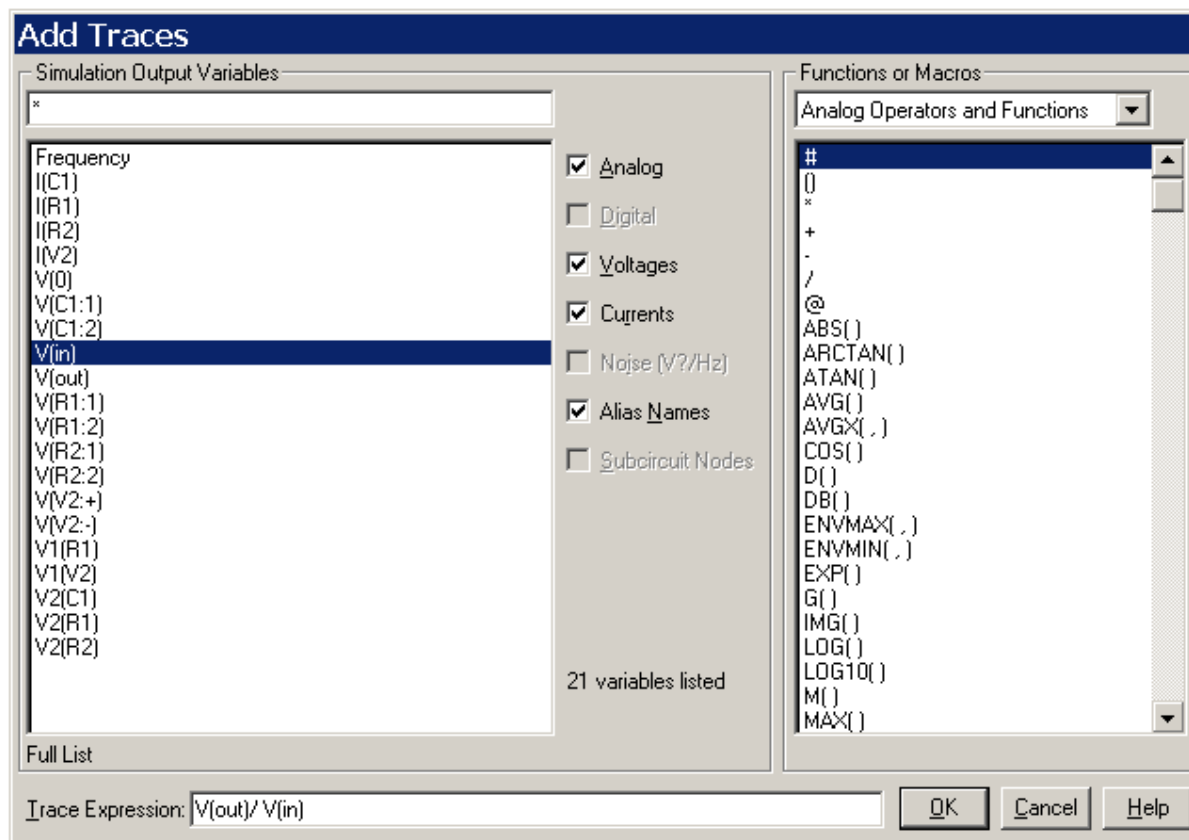 Add Traces
Simulation Output Variables
*
Frequency
I(C1)
I(R1)
I(R2)
I(V2)
V(0)
V(C1:1)
V(C1:2)
V(in)
V(out)
V(R1:1)
V(R1:2)
V(R2:1)
V(R2:2)
V(V2:+)
V(V2:-)
V1(R1)
V1(V2)
V2(C1)
V2(R1)
V2(R2)
Full List
Analog
Digital
Voltages
Currents
Noise (V?/Hz)
Alias Names
Subcircuit Nodes
21 variables listed
Functions or Macros
Analog Operators and Functions
#
()
*
+
-
/
@
ABS( )
ARCTAN( )
ATAN( )
AVG( )
AVGX( , )
COS( )
D( )
DB( )
ENVMAX( , )
ENVMIN( , )
EXP( )
G( )
IMG( )
LOG( )
LOG10( )
M( )
MAX( )
Trace Expression: V(out)/ V(in)
OK
Cancel
Help